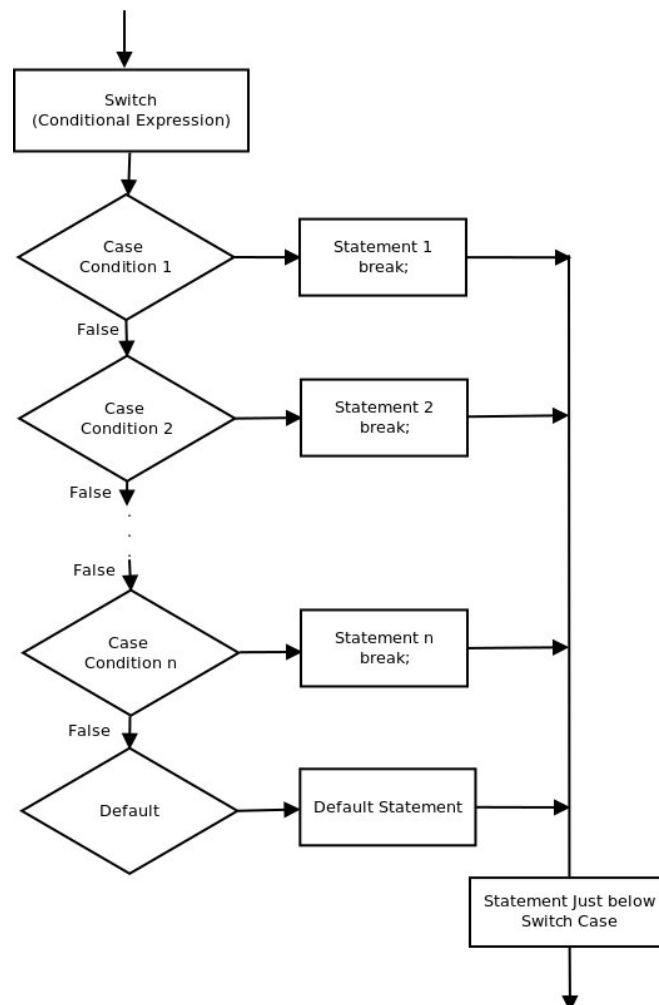 Switch
(Conditional Expression)
Case
Condition 1
Statement 1
break;
False
Case
Condition 2
Statement 2
break;
False
False
Case
Condition n
Statement n
break;
False
Default
Default Statement
Statement Just below
Switch Case